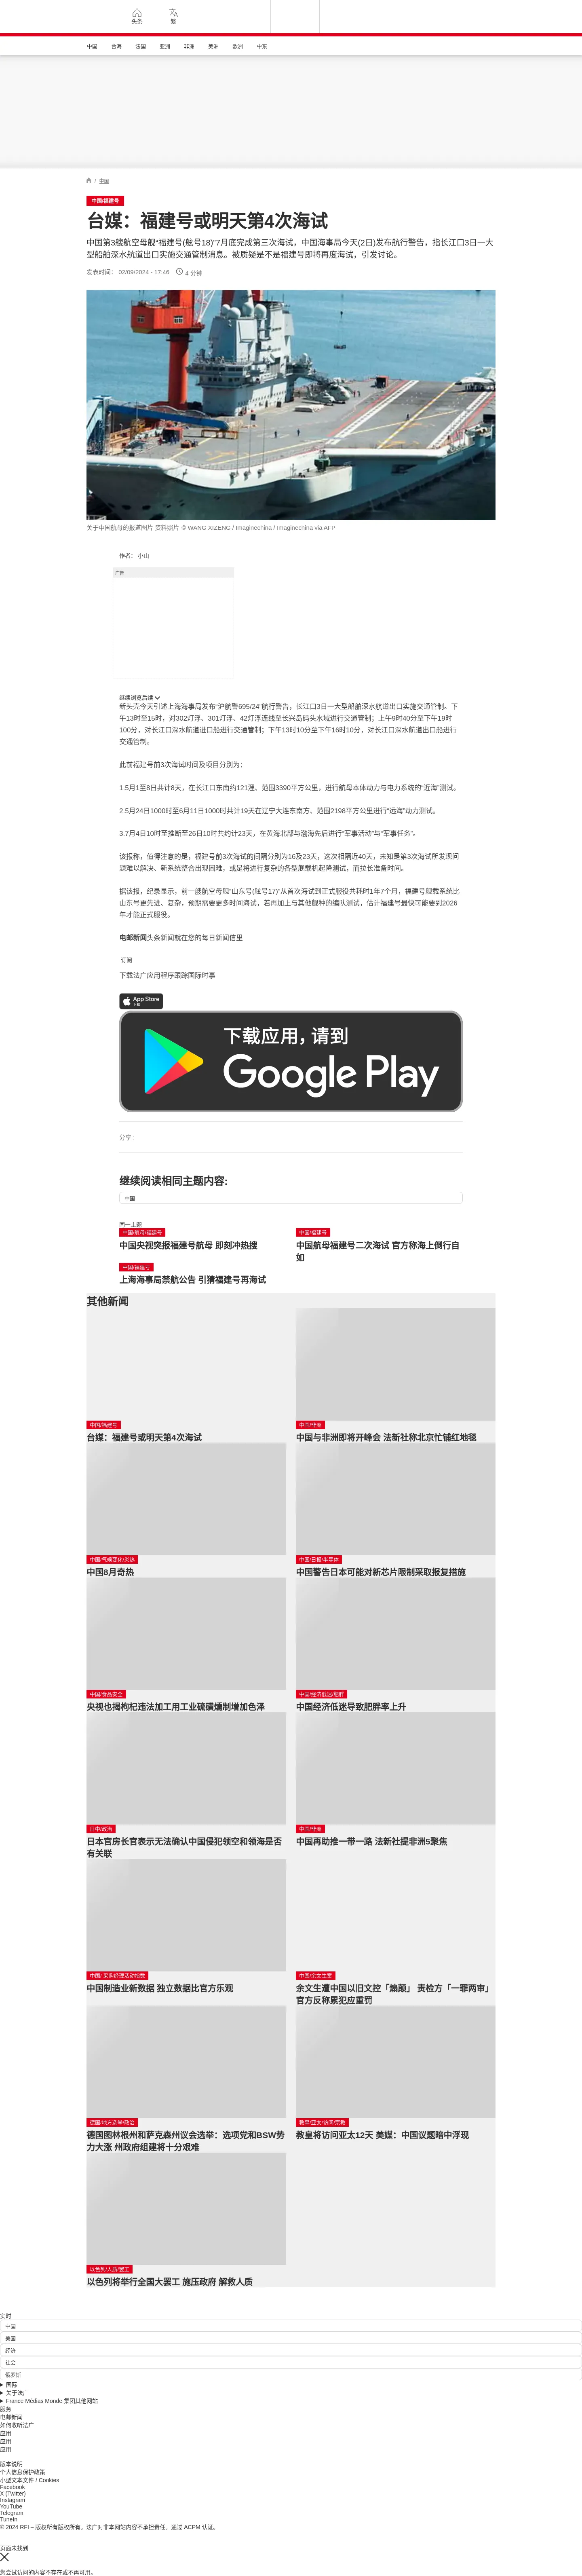 头条
繁
中国
台海
法国
亚洲
非洲
美洲
欧洲
中东
/ 中国
中国/福建号
台媒：福建号或明天第4次海试
中国第3艘航空母舰“福建号(舷号18)”7月底完成第三次海试，中国海事局今天(2日)发布航行警告，指长江口3日一大
型船舶深水航道出口实施交通管制消息。被质疑是不是福建号即将再度海试，引发讨论。
发表时间： 02/09/2024 - 17:46
4 分钟
关于中国航母的报道图片 资料照片 © WANG XIZENG / Imaginechina / Imaginechina via AFP
作者： 小山
广告
继续浏览后续
新头壳今天引述上海海事局发布“沪航警695/24”航行警告，长江口3日一大型船舶深水航道出口实施交通管制。下
午13时至15时，对302灯浮、301灯浮、42灯浮连线至长兴岛码头水域进行交通管制；上午9时40分至下午19时
100分，对长江口深水航道进口船进行交通管制；下午13时10分至下午16时10分，对长江口深水航道出口船进行
交通管制。
此前福建号前3次海试时间及项目分别为：
1.5月1至8日共计8天，在长江口东南约121浬、范围3390平方公里，进行航母本体动力与电力系统的“近海”测试。
2.5月24日1000时至6月11日1000时共计19天在辽宁大连东南方、范围2198平方公里进行“远海”动力测试。
3.7月4日10时至推断至26日10时共约计23天，在黄海北部与渤海先后进行“军事活动”与“军事任务”。
该报称，值得注意的是，福建号前3次海试的间隔分别为16及23天，这次相隔近40天，未知是第3次海试所发现问
题难以解决、新系统整合出现困难，或是将进行复杂的各型舰载机起降测试，而拉长准备时间。
据该报，纪录显示，前一艘航空母舰“山东号(舷号17)”从首次海试到正式服役共耗时1年7个月，福建号舰载系统比
山东号更先进、复杂，预期需要更多时间海试，若再加上与其他舰种的编队测试，估计福建号最快可能要到2026
年才能正式服役。
电邮新闻头条新闻就在您的每日新闻信里
订阅
下载法广应用程序跟踪国际时事
App Store
下载
下载应用，请到
Google Play
分享 :
继续阅读相同主题内容:
中国
同一主题
中国/航母/福建号
中国央视突报福建号航母 即刻冲热搜
中国/福建号
中国航母福建号二次海试 官方称海上倒行自
如
中国/福建号
上海海事局禁航公告 引猜福建号再海试
其他新闻
中国/福建号
台媒：福建号或明天第4次海试
中国/非洲
中国与非洲即将开峰会 法新社称北京忙铺红地毯
中国/气候变化/炎热
中国8月奇热
中国/日报/半导体
中国警告日本可能对新芯片限制采取报复措施
中国/食品安全
央视也揭枸杞违法加工用工业硫磺燻制增加色泽
中国/经济低迷/肥胖
中国经济低迷导致肥胖率上升
日中/政治
日本官房长官表示无法确认中国侵犯领空和领海是否
有关联
中国/非洲
中国再助推一带一路 法新社提非洲5聚焦
中国/ 采购经理活动指数
中国制造业新数据 独立数据比官方乐观
中国/余文生案
余文生遭中国以旧文控「煽颠」 责检方「一罪两审」
官方反称累犯应重罚
德国/地方选举/政治
德国图林根州和萨克森州议会选举：选项党和BSW势
力大涨 州政府组建将十分艰难
教皇/亚太/访问/宗教
教皇将访问亚太12天 美媒：中国议题暗中浮现
以色列/人质/罢工
以色列将举行全国大罢工 施压政府 解救人质
实时
中国
美国
经济
社会
俄罗斯
国际
关于法广
France Médias Monde 集团其他网站
服务
电邮新闻
如何收听法广
应用
应用
应用
版本说明
个人信息保护政策
小型文本文件 / Cookies
Facebook
X (Twitter)
Instagram
YouTube
Telegram
TuneIn
© 2024 RFI – 版权所有版权所有。法广对非本网站内容不承担责任。通过 ACPM 认证。
页面未找到
您尝试访问的内容不存在或不再可用。